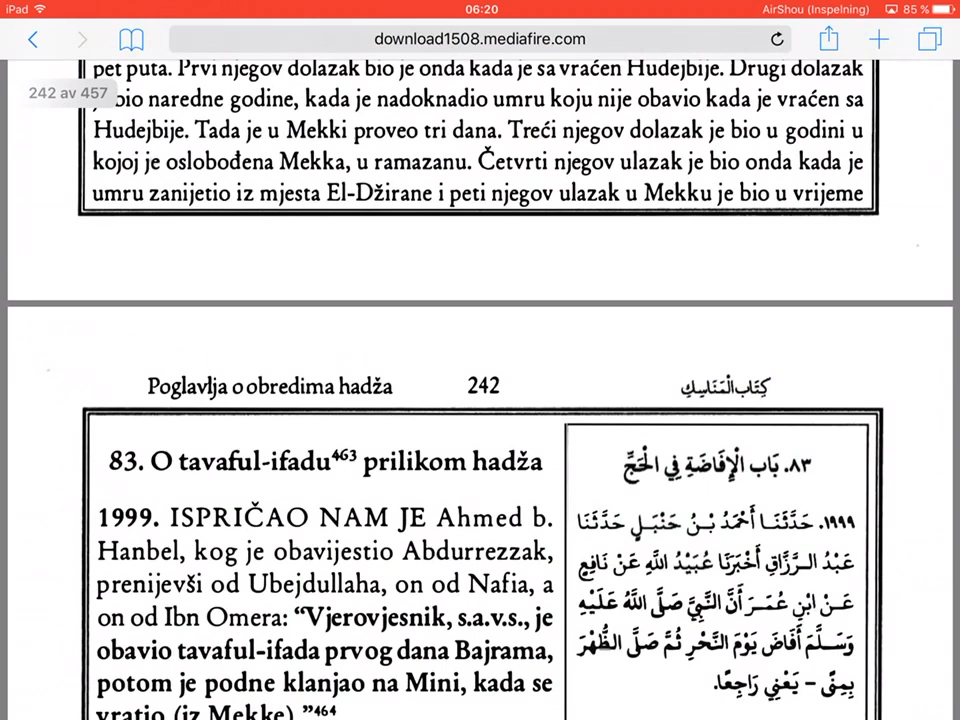 iPad 06:20 AirShou (Inspelning) 85 %
download1508.mediafire.com
pet puta. Prvi njegov dolazak bio je onda kada je sa vraćen Hudejbije. Drugi dolazak
242 av 457
bio naredne godine, kada je nadoknadio umru koju nije obavio kada je vraćen sa
Hudejbije. Tada je u Mekki proveo tri dana. Treći njegov dolazak je bio u godini u
kojoj je oslobođena Mekka, u ramazanu. Četvrti njegov ulazak je bio onda kada je
umru zanijetio iz mjesta El-Džirane i peti njegov ulazak u Mekku je bio u vrijeme
Poglavlja o obredima hadža 242 كِتَاب الْمَنَاسِكِ
83. O tavaful-ifadu463 prilikom hadža
1999. ISPRIČAO NAM JE Ahmed b.
Hanbel, kog je obavijestio Abdurrezzak,
prenijevši od Ubejdullaha, on od Nafia, a
on od Ibn Omera: “Vjerovjesnik, s.a.v.s., je
obavio tavaful-ifada prvog dana Bajrama,
potom je podne klanjao na Mini, kada se
vratio (iz Mekke).”464
٨٣. بَاب الْإِفَاضَةِ فِي الْحَجِّ
١٩٩٩. حَدَّثَنَا أَحْمَدُ بْنُ حَنْبَلٍ حَدَّثَنَا
عَبْدُ الرَّزَّاقِ أَخْبَرَنَا عُبَيْدُ اللَّهِ عَنْ نَافِعٍ
عَنْ ابْنِ عُمَرَ أَنَّ النَّبِيَّ صَلَّى اللَّهُ عَلَيْهِ
وَسَلَّمَ أَفَاضَ يَوْمَ النَّحْرِ ثُمَّ صَلَّى الظُّهْرَ
بِمِنًى – يَعْنِي رَاجِعًا.